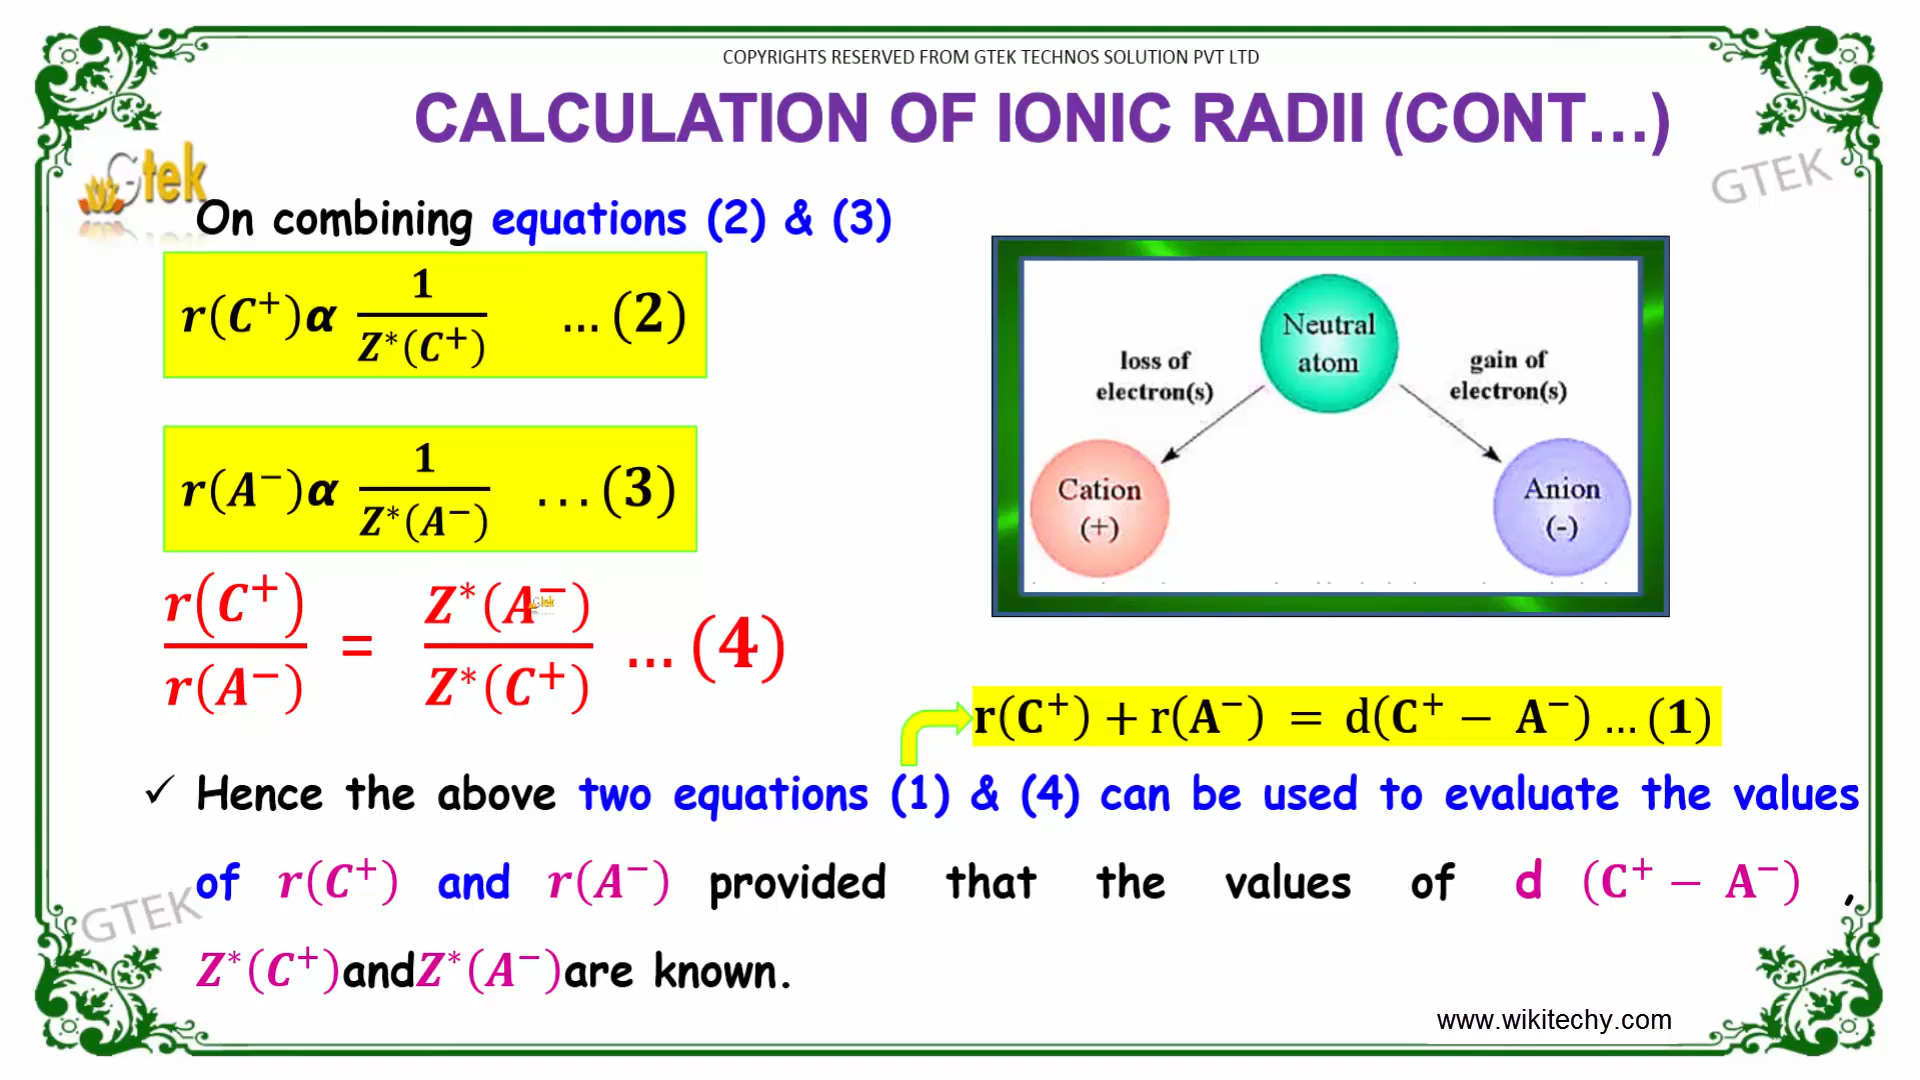 COPYRIGHTS RESERVED FROM GTEK TECHNOS SOLUTION PVT LTD
CALCULATION OF IONIC RADII (CONT...)
Gtek
GTEK
On combining equations (2) & (3)
r(C⁺)α 1/Z*(C⁺) ...(2)
r(A⁻)α 1/Z*(A⁻) ...(3)
r(C⁺)/r(A⁻) = Z*(A⁻)/Z*(C⁺) ...(4)
Neutral
atom
loss of
electron(s)
gain of
electron(s)
Cation
(+)
Anion
(-)
r(C⁺) + r(A⁻) = d(C⁺ − A⁻) ...(1)
✓ Hence the above two equations (1) & (4) can be used to evaluate the values
of r(C⁺) and r(A⁻) provided that the values of d (C⁺ − A⁻) ,
GTEK
Z*(C⁺)andZ*(A⁻)are known.
www.wikitechy.com